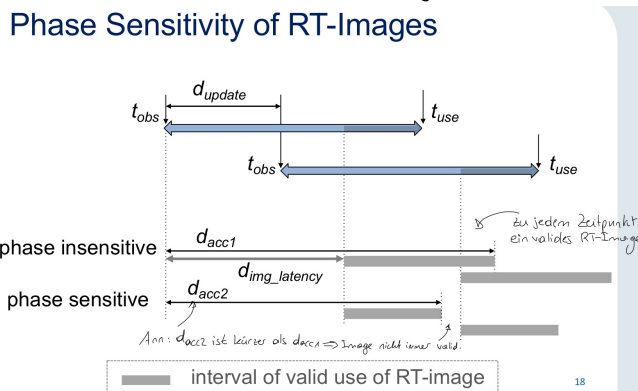 Phase Sensitivity of RT-Images
d_update
t_obs
t_use
t_obs
t_use
zu jedem Zeitpunkt
ein valides RT-Image
phase insensitive
d_acc1
d_img_latency
phase sensitive
d_acc2
Ann: d_acc2 ist kürzer als d_acc1 => Image nicht immer valid.
interval of valid use of RT-image
18